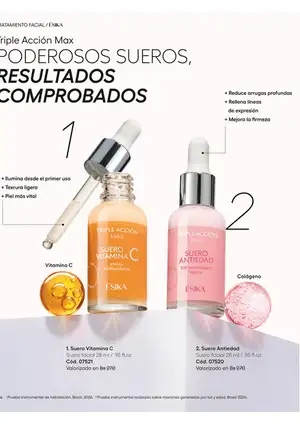 TRATAMIENTO FACIAL / ÉSIKA
Triple Acción Max
PODEROSOS SUEROS,
RESULTADOS
COMPROBADOS
1
+ Ilumina desde el primer uso
+ Textura ligera
+ Piel más vital
+ Reduce arrugas profundas
+ Rellena líneas
de expresión
+ Mejora la firmeza
2
Vitamina C
TRIPLE ACCIÓN
MAX
SUERO
VITAMINA C
ÉSIKA
TRIPLE ACCIÓN
MAX
SUERO
ANTIEDAD
ÉSIKA
Colágeno
1. Suero Vitamina C
Suero facial 28 ml / .95 fl oz.
Cód. 07521
Valorizado en Bs 270
2. Suero Antiedad
Suero facial 28 ml / .95 fl oz.
Cód. 07520
Valorizado en Bs 270